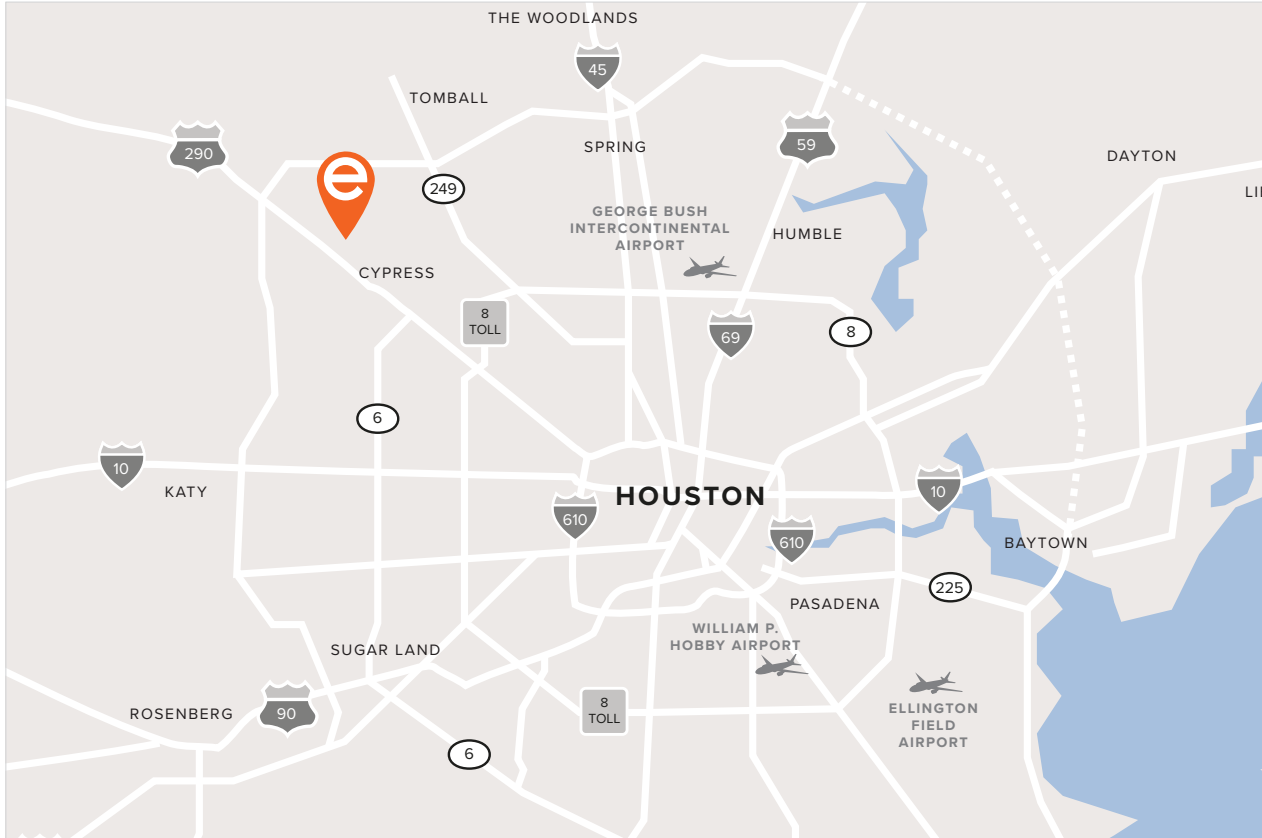 THE WOODLANDS
45
TOMBALL
290
SPRING
59
DAYTON
e
249
LI
GEORGE BUSH
INTERCONTINENTAL
AIRPORT
HUMBLE
CYPRESS
8
TOLL
69
8
6
10
KATY
HOUSTON
10
610
610
BAYTOWN
225
PASADENA
WILLIAM P.
HOBBY AIRPORT
SUGAR LAND
ROSENBERG
90
8
TOLL
ELLINGTON
FIELD
AIRPORT
6